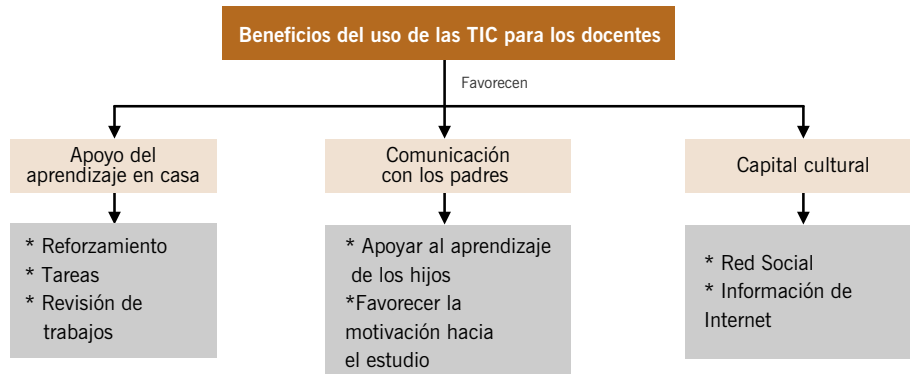 Beneficios del uso de las TIC para los docentes
Favorecen
Apoyo del
aprendizaje en casa
* Reforzamiento
* Tareas
* Revisión de
trabajos
Comunicación
con los padres
* Apoyar al aprendizaje
de los hijos
*Favorecer la
motivación hacia
el estudio
Capital cultural
* Red Social
* Información de
Internet